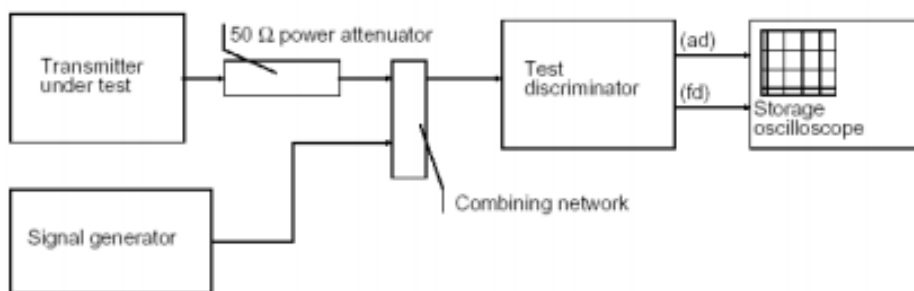 50 Ω power attenuator
Transmitter
under test
Test
discriminator
(ad)
(fd)
Storage
oscilloscope
Combining network
Signal generator